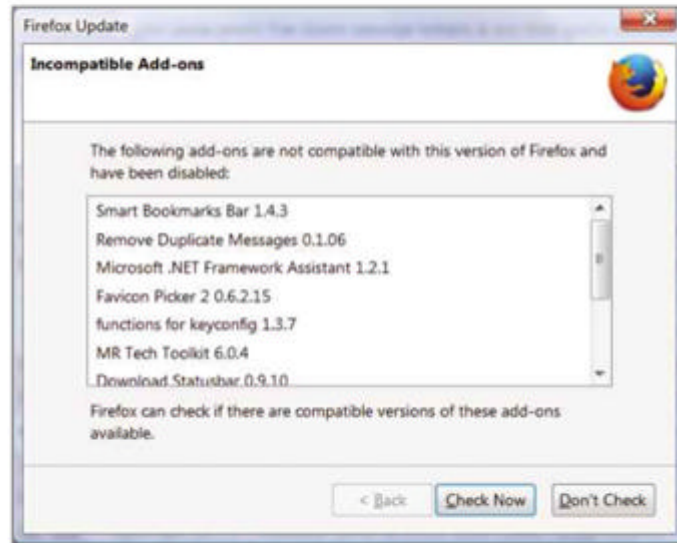 Firefox Update
Incompatible Add-ons
The following add-ons are not compatible with this version of Firefox and
have been disabled:
Smart Bookmarks Bar 1.4.3
Remove Duplicate Messages 0.1.06
Microsoft .NET Framework Assistant 1.2.1
Favicon Picker 2 0.6.2.15
functions for keyconfig 1.3.7
MR Tech Toolkit 6.0.4
Download Statusbar 0.9.10
Firefox can check if there are compatible versions of these add-ons
available.
< Back Check Now Don't Check